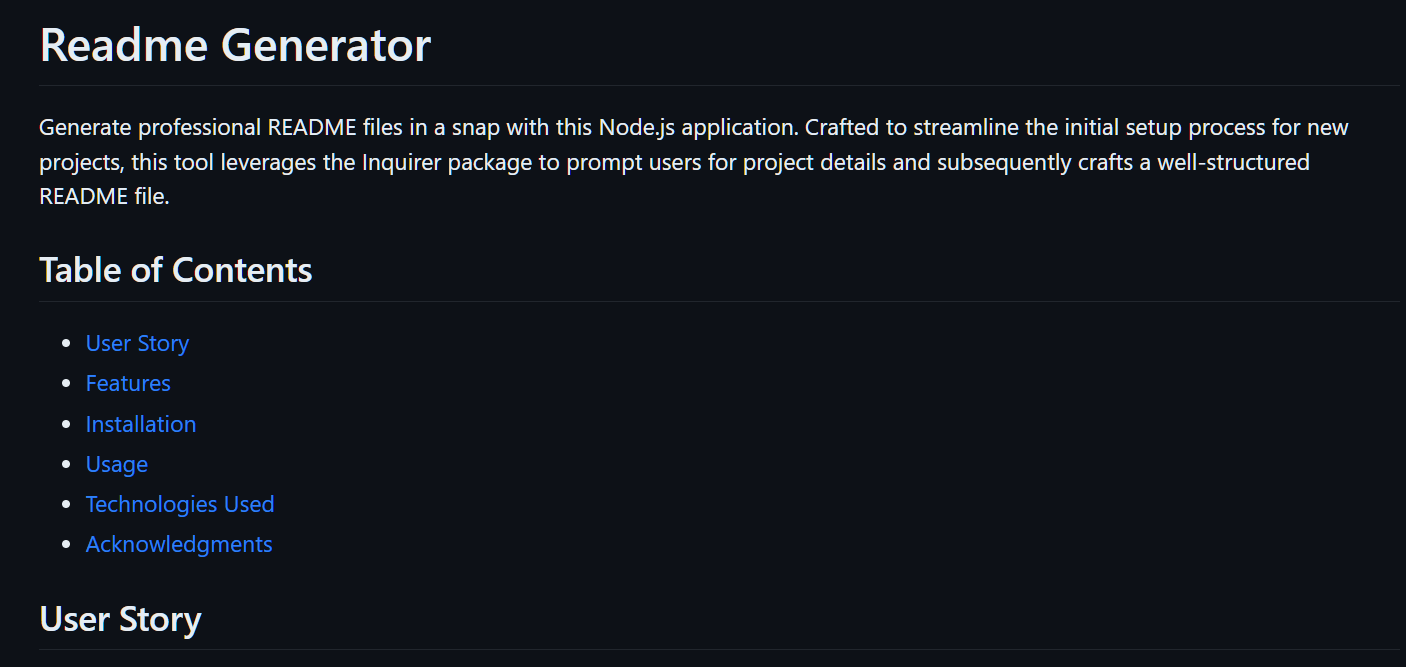 Readme Generator
Generate professional README files in a snap with this Node.js application. Crafted to streamline the initial setup process for new
projects, this tool leverages the Inquirer package to prompt users for project details and subsequently crafts a well-structured
README file.
Table of Contents
User Story
Features
Installation
Usage
Technologies Used
Acknowledgments
User Story